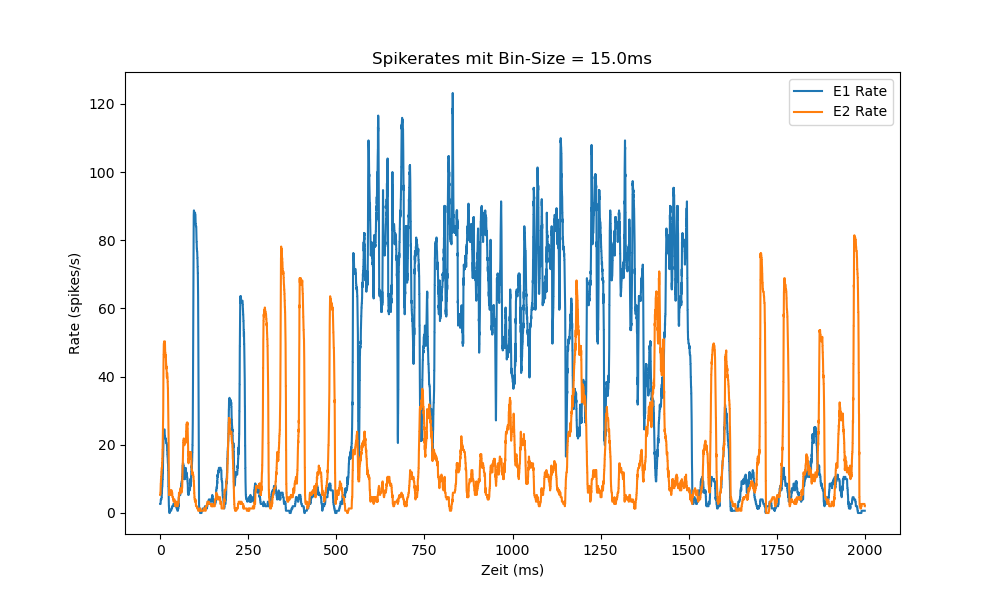 Spikerates mit Bin-Size = 15.0ms
E1 Rate
E2 Rate
Rate (spikes/s)
120
100
80
60
40
20
0
0 250 500 750 1000 1250 1500 1750 2000
Zeit (ms)